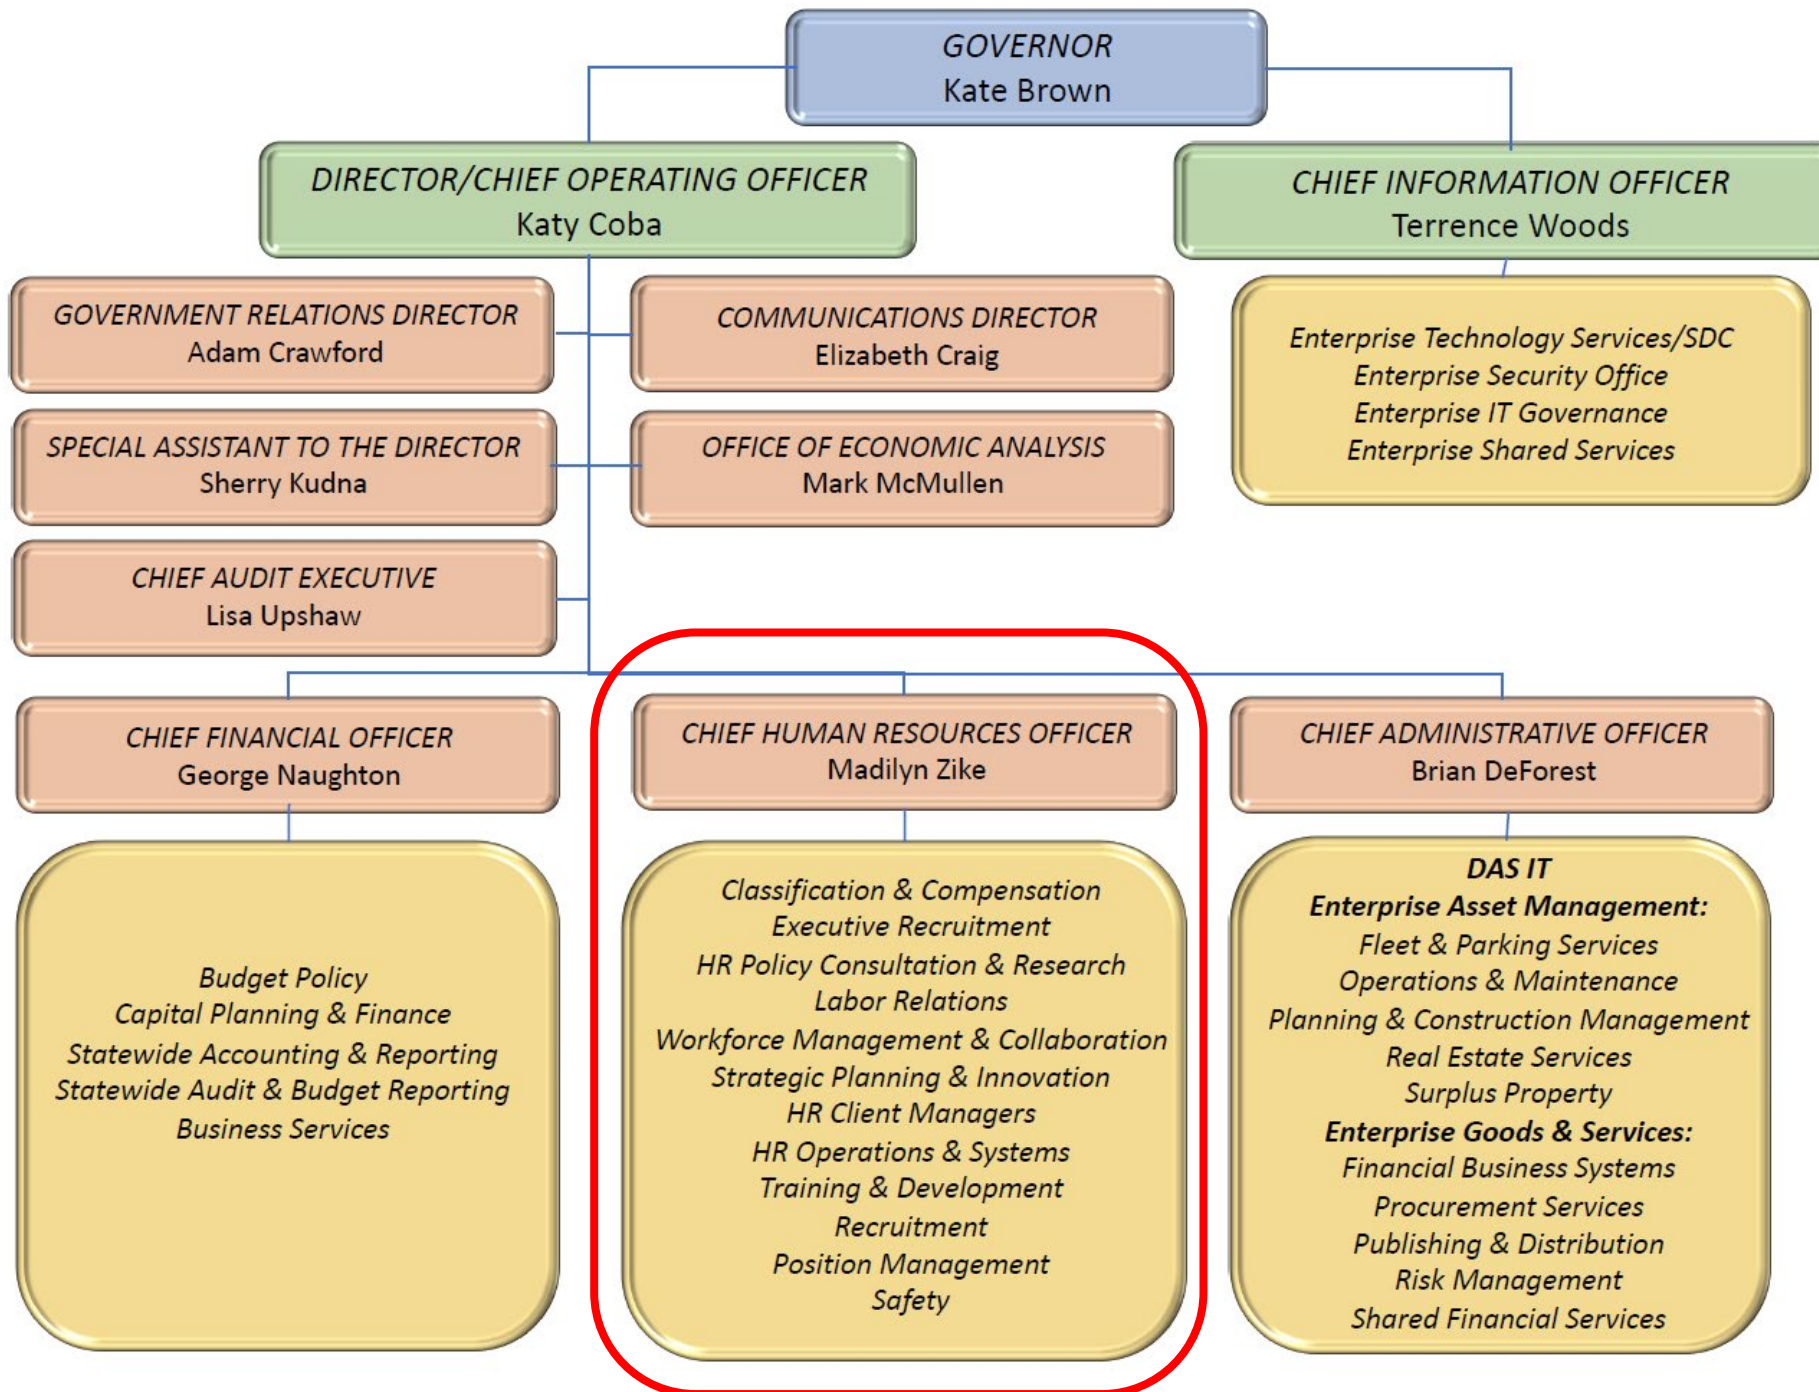 GOVERNOR
Kate Brown
DIRECTOR/CHIEF OPERATING OFFICER
Katy Coba
CHIEF INFORMATION OFFICER
Terrence Woods
GOVERNMENT RELATIONS DIRECTOR
Adam Crawford
COMMUNICATIONS DIRECTOR
Elizabeth Craig
Enterprise Technology Services/SDC
Enterprise Security Office
Enterprise IT Governance
Enterprise Shared Services
SPECIAL ASSISTANT TO THE DIRECTOR
Sherry Kudna
OFFICE OF ECONOMIC ANALYSIS
Mark McMullen
CHIEF AUDIT EXECUTIVE
Lisa Upshaw
CHIEF FINANCIAL OFFICER
George Naughton
Budget Policy
Capital Planning & Finance
Statewide Accounting & Reporting
Statewide Audit & Budget Reporting
Business Services
CHIEF HUMAN RESOURCES OFFICER
Madilyn Zike
Classification & Compensation
Executive Recruitment
HR Policy Consultation & Research
Labor Relations
Workforce Management & Collaboration
Strategic Planning & Innovation
HR Client Managers
HR Operations & Systems
Training & Development
Recruitment
Position Management
Safety
CHIEF ADMINISTRATIVE OFFICER
Brian DeForest
DAS IT
Enterprise Asset Management:
Fleet & Parking Services
Operations & Maintenance
Planning & Construction Management
Real Estate Services
Surplus Property
Enterprise Goods & Services:
Financial Business Systems
Procurement Services
Publishing & Distribution
Risk Management
Shared Financial Services